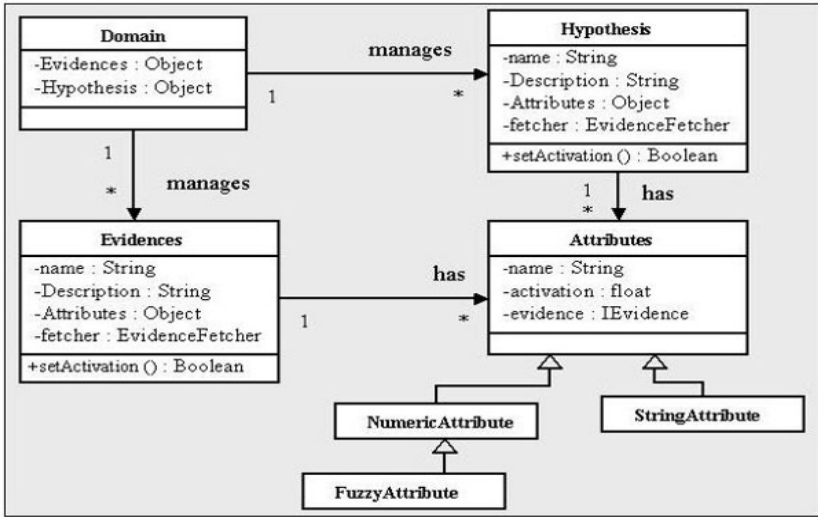 Domain
-Evidences : Object
-Hypothesis : Object
manages
1
*
Hypothesis
-name : String
-Description : String
-Attributes : Object
-fetcher : EvidenceFetcher
+setActivation () : Boolean
1
*
manages
1
*
has
Evidences
-name : String
-Description : String
-Attributes : Object
-fetcher : EvidenceFetcher
+setActivation () : Boolean
has
1
*
Attributes
-name : String
-activation : float
-evidence : IEvidence
NumericAttribute
StringAttribute
FuzzyAttribute